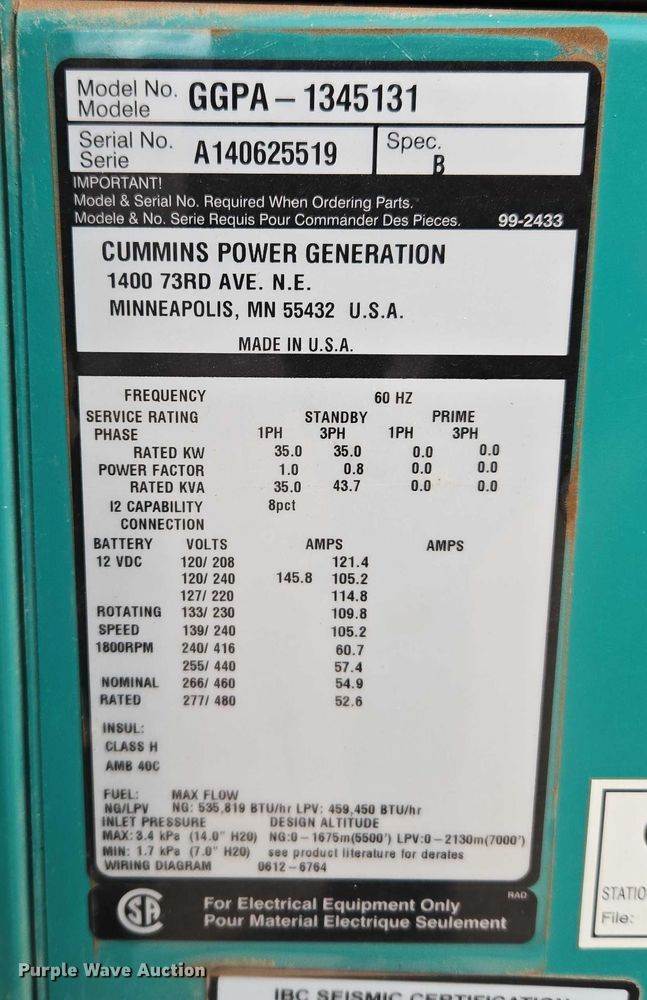 Model No. GGPA – 1345131
Modele
Serial No. A140625519 Spec.
Serie B
IMPORTANT!
Model & Serial No. Required When Ordering Parts.
Modele & No. Serie Requis Pour Commander Des Pieces. 99-2433
CUMMINS POWER GENERATION
1400 73RD AVE. N.E.
MINNEAPOLIS, MN 55432 U.S.A.
MADE IN U.S.A.
FREQUENCY 60 HZ
SERVICE RATING STANDBY PRIME
PHASE 1PH 3PH 1PH 3PH
RATED KW 35.0 35.0 0.0 0.0
POWER FACTOR 1.0 0.8 0.0 0.0
RATED KVA 35.0 43.7 0.0 0.0
I2 CAPABILITY 8pct
CONNECTION
BATTERY VOLTS AMPS AMPS
12 VDC 120/ 208 121.4
120/ 240 145.8 105.2
127/ 220 114.8
ROTATING 133/ 230 109.8
SPEED 139/ 240 105.2
1800RPM 240/ 416 60.7
255/ 440 57.4
NOMINAL 266/ 460 54.9
RATED 277/ 480 52.6
INSUL:
CLASS H
AMB 40C
FUEL: MAX FLOW
NG/LPV NG: 535,819 BTU/hr LPV: 459,450 BTU/hr
INLET PRESSURE DESIGN ALTITUDE
MAX: 3.4 kPa (14.0" H20) NG:0 – 1675m(5500') LPV:0 – 2130m(7000')
MIN: 1.7 kPa (7.0" H20) see product literature for derates
WIRING DIAGRAM 0612 – 6764
RAD
For Electrical Equipment Only
Pour Material Electrique Seulement
STATIO
File:
Purple Wave Auction
IBC SEISMIC CERTIFICATION